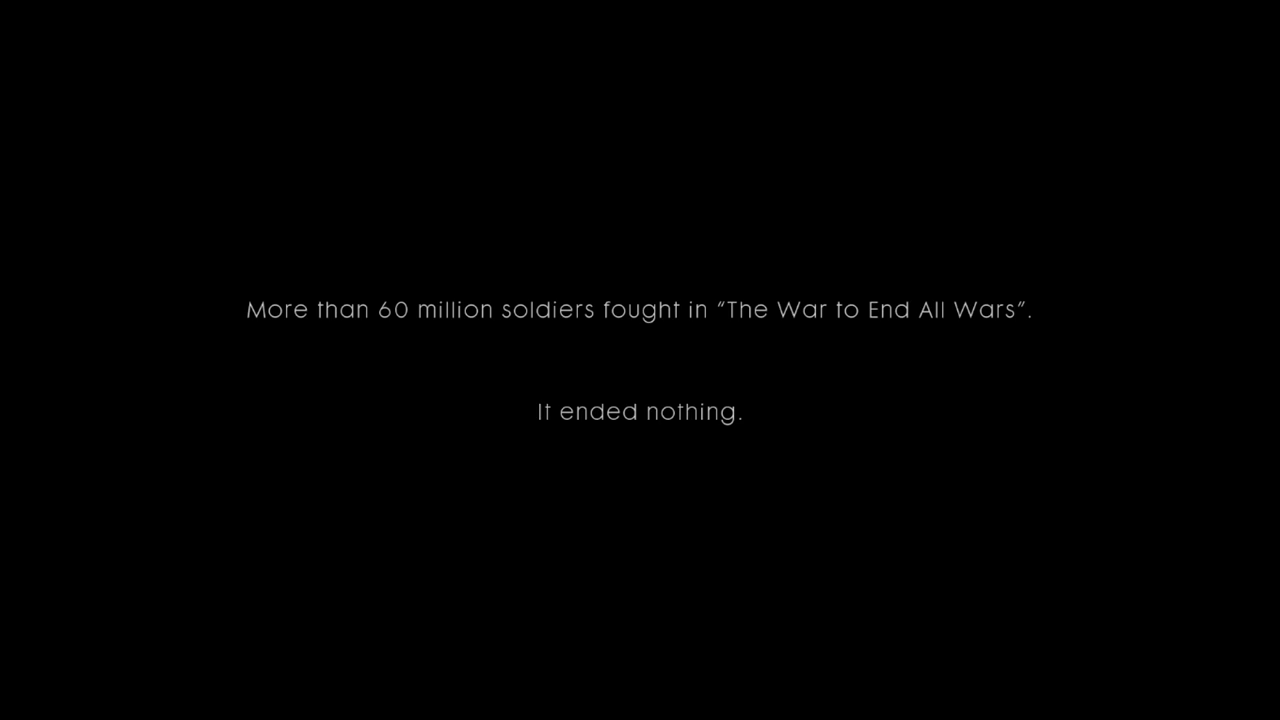 More than 60 million soldiers fought in “The War to End All Wars”.
It ended nothing.